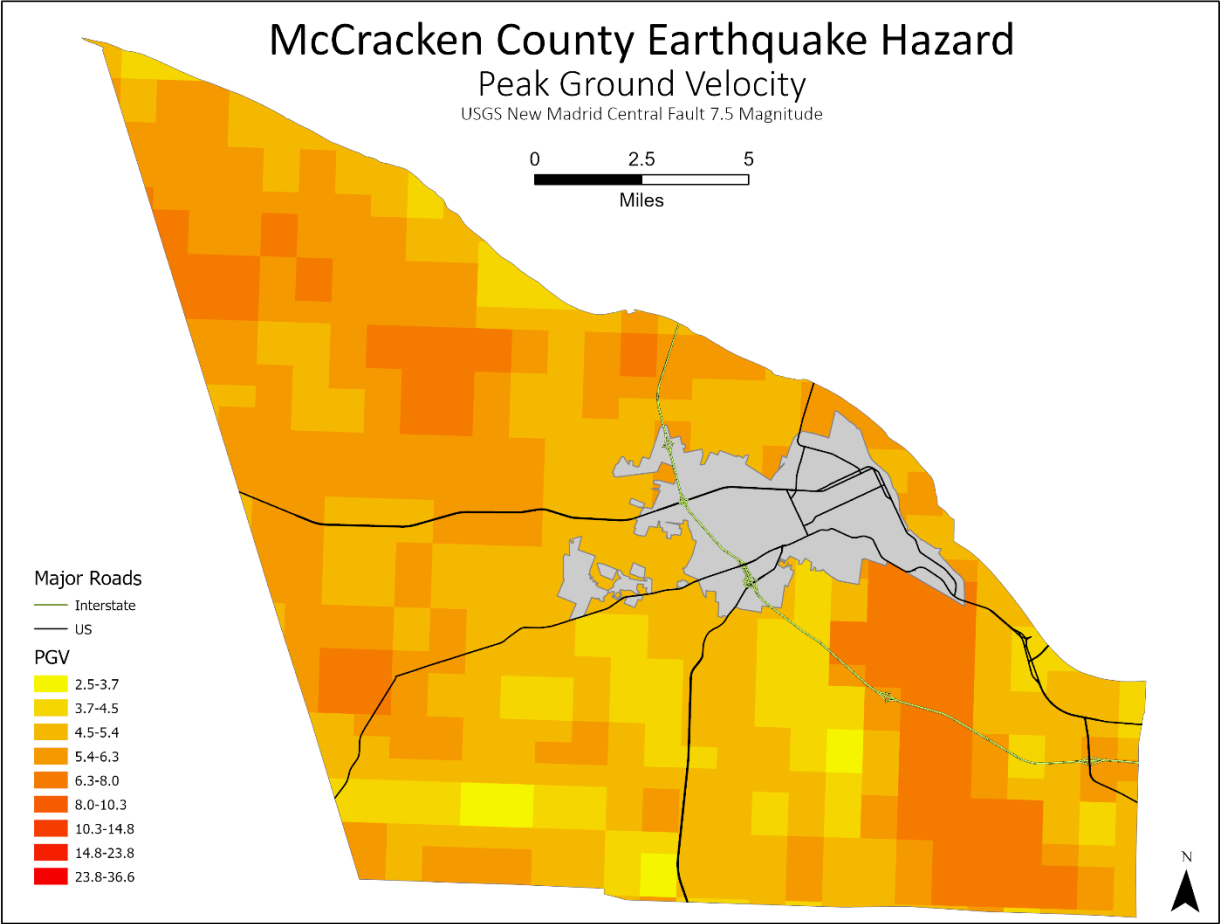 McCracken County Earthquake Hazard
Peak Ground Velocity
USGS New Madrid Central Fault 7.5 Magnitude
0 2.5 5
Miles
Major Roads
Interstate
US
PGV
2.5-3.7
3.7-4.5
4.5-5.4
5.4-6.3
6.3-8.0
8.0-10.3
10.3-14.8
14.8-23.8
23.8-36.6
N